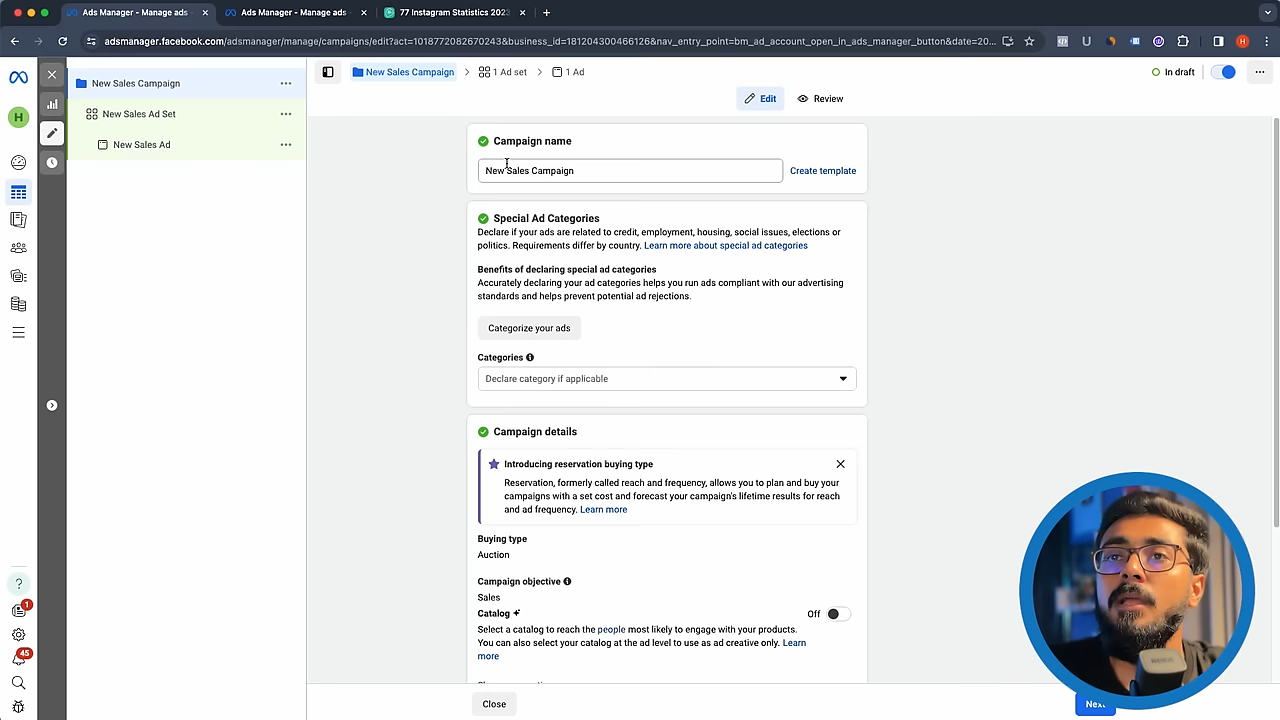 Ads Manager - Manage ads
Ads Manager - Manage ads
77 Instagram Statistics 2023
adsmanager.facebook.com/adsmanager/manage/campaigns/edit?act=1018772082670243&business_id=181204300466126&nav_entry_point=bm_ad_account_open_in_ads_manager_button&date=20...
H
New Sales Campaign
New Sales Ad Set
New Sales Ad
New Sales Campaign
1 Ad set
1 Ad
In draft
Edit
Review
H
Campaign name
New Sales Campaign
Create template
Special Ad Categories
Declare if your ads are related to credit, employment, housing, social issues, elections or
politics. Requirements differ by country. Learn more about special ad categories
Benefits of declaring special ad categories
Accurately declaring your ad categories helps you run ads compliant with our advertising
standards and helps prevent potential ad rejections.
Categorize your ads
Categories
Declare category if applicable
Campaign details
Introducing reservation buying type
Reservation, formerly called reach and frequency, allows you to plan and buy your
campaigns with a set cost and forecast your campaign's lifetime results for reach
and ad frequency. Learn more
Buying type
Auction
Campaign objective
Sales
Catalog
Off
Select a catalog to reach the people most likely to engage with your products.
You can also select your catalog at the ad level to use as ad creative only. Learn
more
?
1
45
Close
Next